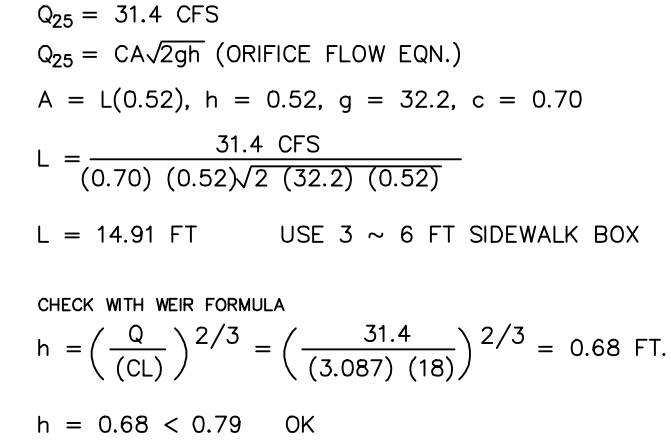 Q25 = 31.4 CFS
Q25 = CA√2gh (ORIFICE FLOW EQN.)
A = L(0.52), h = 0.52, g = 32.2, c = 0.70
L = 31.4 CFS / (0.70) (0.52)√2 (32.2) (0.52)
L = 14.91 FT USE 3 ~ 6 FT SIDEWALK BOX
CHECK WITH WEIR FORMULA
h = (Q / (CL))^2/3 = (31.4 / (3.087) (18))^2/3 = 0.68 FT.
h = 0.68 < 0.79 OK